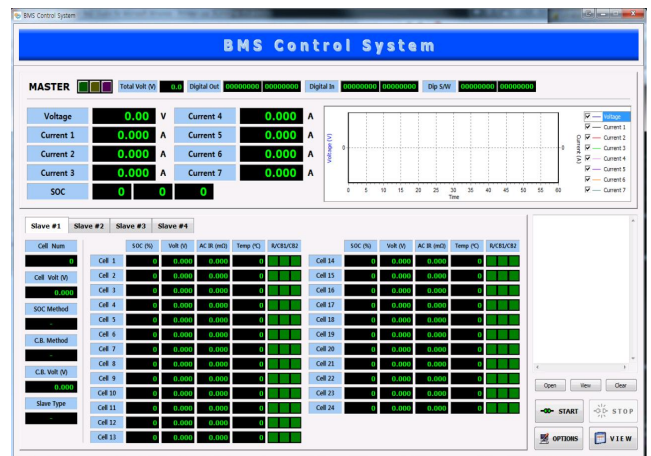 BMS Control System
BMS Control System
MASTER Total Volt (V) 0.0 Digital Out 00000000 00000000 Digital In 00000000 00000000 Dip S/W 00000000 00000000
Voltage 0.00 V Current 4 0.000 A
Current 1 0.000 A Current 5 0.000 A
Current 2 0.000 A Current 6 0.000 A
Current 3 0.000 A Current 7 0.000 A
SOC 0 0 0
Voltage (V)
0 0
0 5 10 15 20 25 30 35 40 45 50 55 60
Time
Current (A)
Voltage
Current 1
Current 2
Current 3
Current 4
Current 5
Current 6
Current 7
Slave #1 Slave #2 Slave #3 Slave #4
Cell Num
0
Cell Volt (V)
0.000
SOC Method
-
C.B. Method
-
C.B. Volt (V)
0.000
Slave Type
-
SOC (%) Volt (V) AC IR (mΩ) Temp (℃) R/CB1/CB2
Cell 1 0 0.000 0.000 0
Cell 2 0 0.000 0.000 0
Cell 3 0 0.000 0.000 0
Cell 4 0 0.000 0.000 0
Cell 5 0 0.000 0.000 0
Cell 6 0 0.000 0.000 0
Cell 7 0 0.000 0.000 0
Cell 8 0 0.000 0.000 0
Cell 9 0 0.000 0.000 0
Cell 10 0 0.000 0.000 0
Cell 11 0 0.000 0.000 0
Cell 12 0 0.000 0.000 0
Cell 13 0 0.000 0.000 0
SOC (%) Volt (V) AC IR (mΩ) Temp (℃) R/CB1/CB2
Cell 14 0 0.000 0.000 0
Cell 15 0 0.000 0.000 0
Cell 16 0 0.000 0.000 0
Cell 17 0 0.000 0.000 0
Cell 18 0 0.000 0.000 0
Cell 19 0 0.000 0.000 0
Cell 20 0 0.000 0.000 0
Cell 21 0 0.000 0.000 0
Cell 22 0 0.000 0.000 0
Cell 23 0 0.000 0.000 0
Cell 24 0 0.000 0.000 0
Open View Clear
START STOP
OPTIONS VIEW